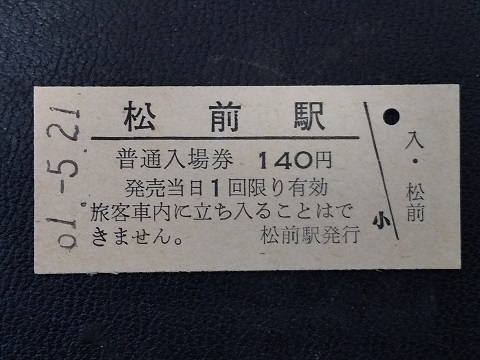 松前駅
普通入場券 140円
発売当日1回限り有効
旅客車内に立ち入ることはで
きません。 松前駅発行
61.-5.21
小
入・松前